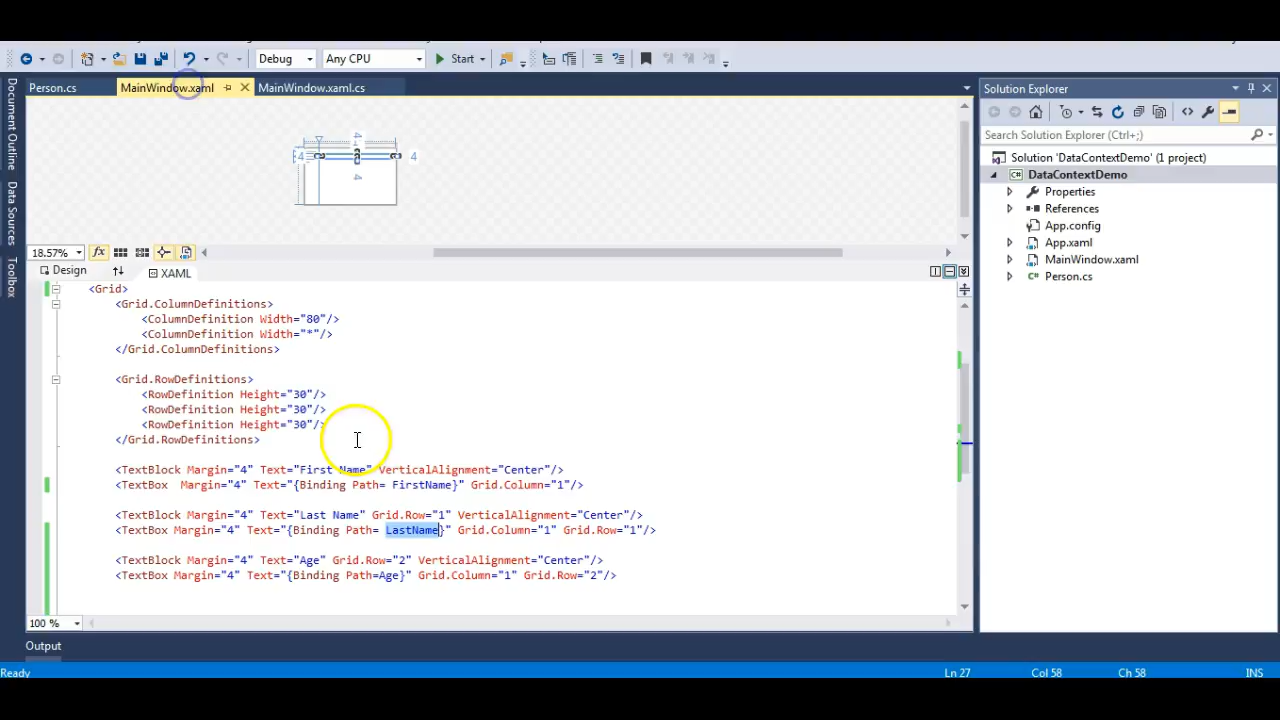 Debug Any CPU Start
Person.cs MainWindow.xaml MainWindow.xaml.cs
Solution Explorer
Search Solution Explorer (Ctrl+;)
Solution 'DataContextDemo' (1 project)
DataContextDemo
Properties
References
App.config
App.xaml
MainWindow.xaml
Person.cs
Document Outline
Data Sources
Toolbox
4
4 4
4
18.57% fx
Design XAML
<Grid>
<Grid.ColumnDefinitions>
<ColumnDefinition Width="80"/>
<ColumnDefinition Width="*"/>
</Grid.ColumnDefinitions>
<Grid.RowDefinitions>
<RowDefinition Height="30"/>
<RowDefinition Height="30"/>
<RowDefinition Height="30"/>
</Grid.RowDefinitions>
<TextBlock Margin="4" Text="First Name" VerticalAlignment="Center"/>
<TextBox  Margin="4" Text="{Binding Path= FirstName}" Grid.Column="1"/>
<TextBlock Margin="4" Text="Last Name" Grid.Row="1" VerticalAlignment="Center"/>
<TextBox Margin="4" Text="{Binding Path= LastName}" Grid.Column="1" Grid.Row="1"/>
<TextBlock Margin="4" Text="Age" Grid.Row="2" VerticalAlignment="Center"/>
<TextBox Margin="4" Text="{Binding Path=Age}" Grid.Column="1" Grid.Row="2"/>
100 %
Output
Ready Ln 27 Col 58 Ch 58 INS